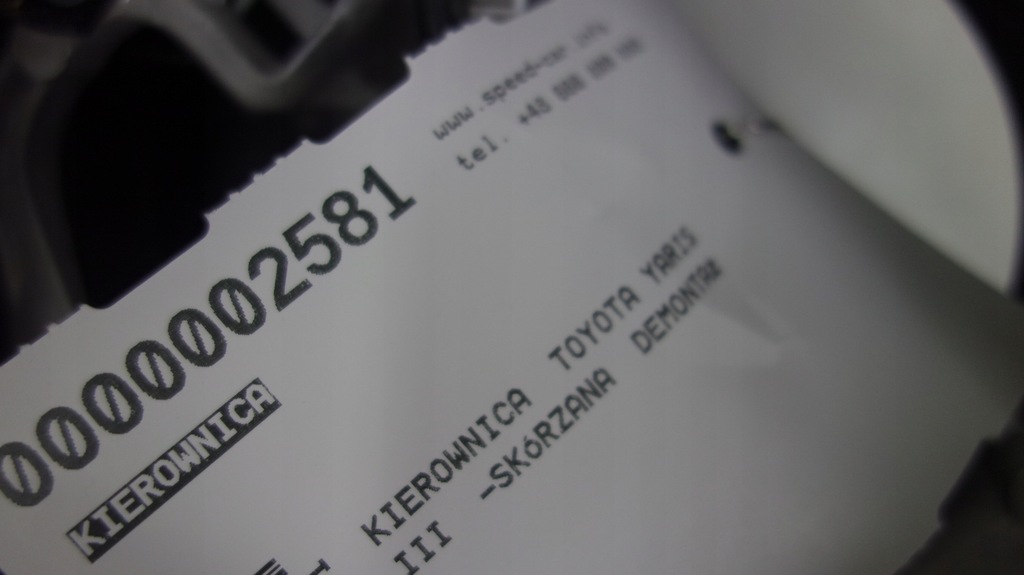 www.speed-car.info
tel. +48
0000002581
KIEROWNICA
KIEROWNICA TOYOTA YARIS
III -SKóRZANA DEMONTAż